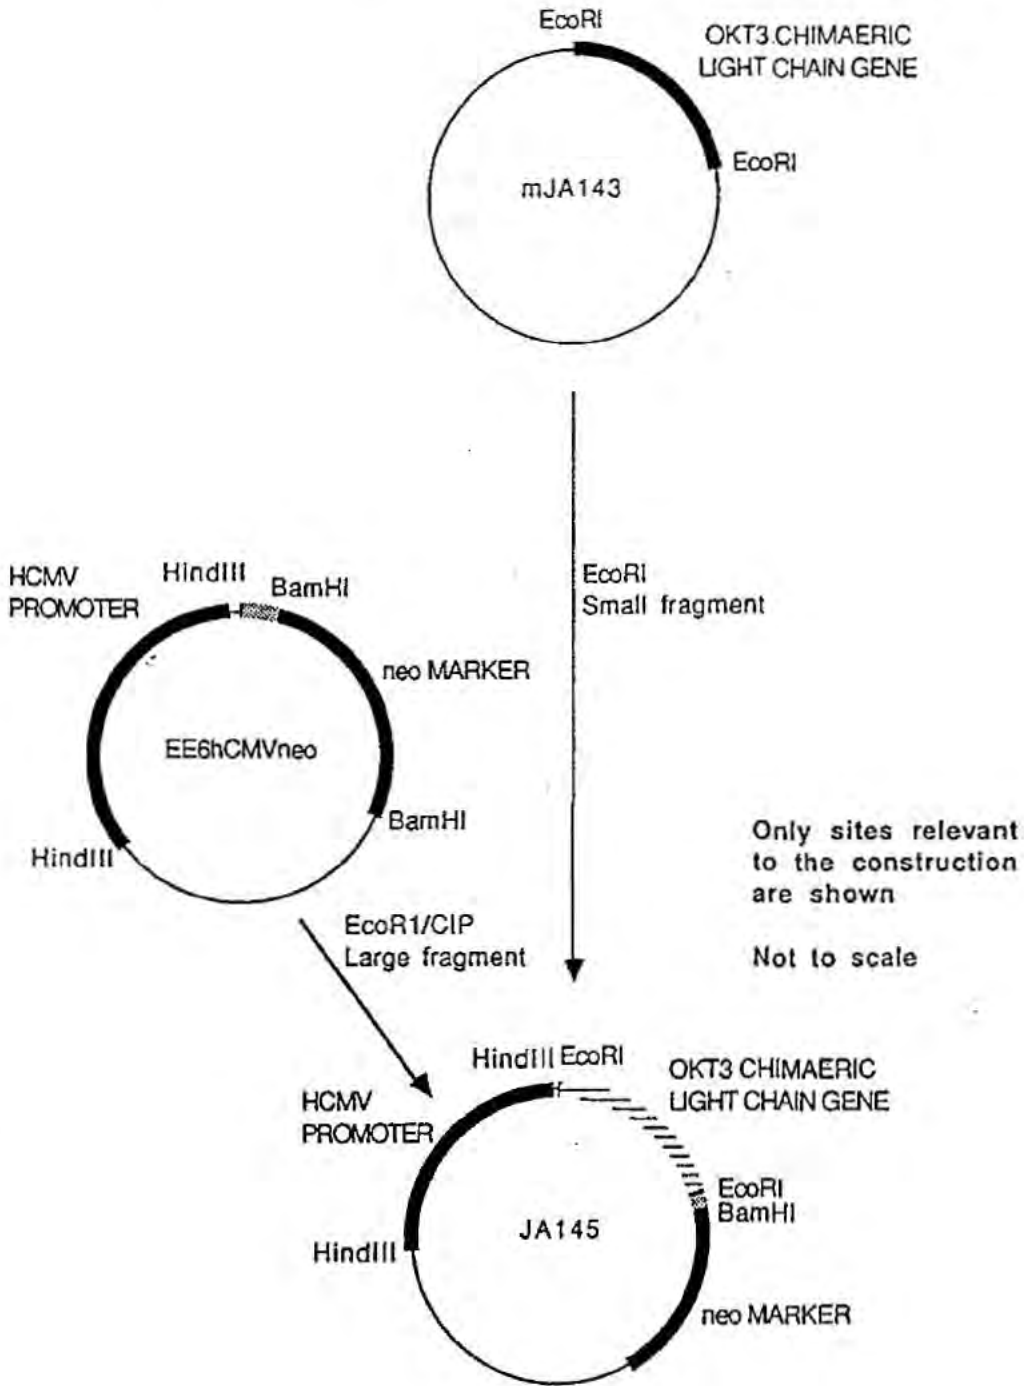 EcoRI
OKT3.CHIMAERIC
LIGHT CHAIN GENE
EcoRI
mJA143
EcoRI
Small fragment
HCMV
PROMOTER
HindIII
BamHI
neo MARKER
EE6hCMVneo
BamHI
HindIII
Only sites relevant
to the construction
are shown
Not to scale
EcoR1/CIP
Large fragment
HindIII EcoRI
OKT3 CHIMAERIC
LIGHT CHAIN GENE
HCMV
PROMOTER
EcoRI
BamHI
JA145
HindIII
neo MARKER